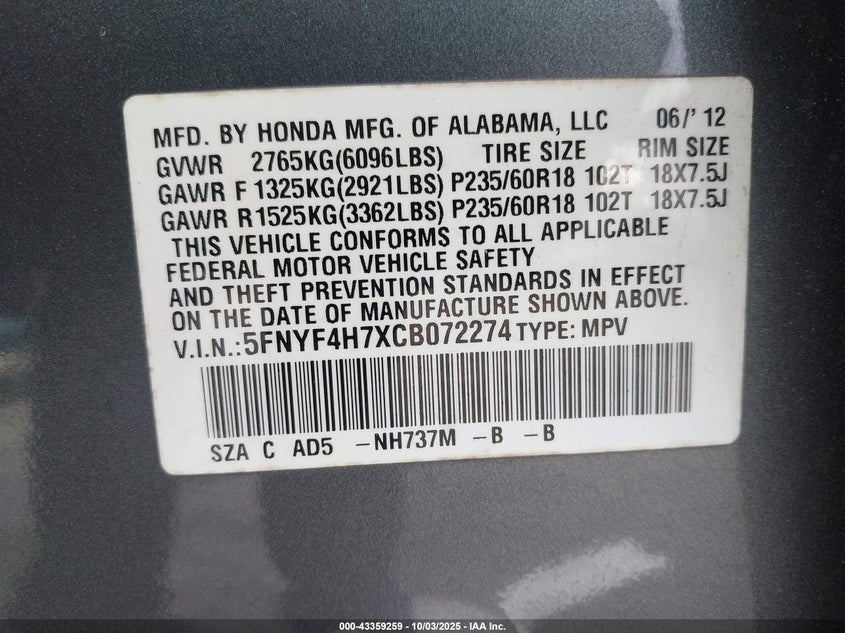 MFD. BY HONDA MFG. OF ALABAMA, LLC 06/' 12
GVWR 2765KG(6096LBS) TIRE SIZE RIM SIZE
GAWR F 1325KG(2921LBS) P235/60R18 102T 18X7.5J
GAWR R1525KG(3362LBS) P235/60R18 102T 18X7.5J
THIS VEHICLE CONFORMS TO ALL APPLICABLE
FEDERAL MOTOR VEHICLE SAFETY
AND THEFT PREVENTION STANDARDS IN EFFECT
ON THE DATE OF MANUFACTURE SHOWN ABOVE.
V.I.N.:5FNYF4H7XCB072274 TYPE: MPV
SZA C AD5 –NH737M –B –B
000-43359259 - 10/03/2025 - IAA Inc.